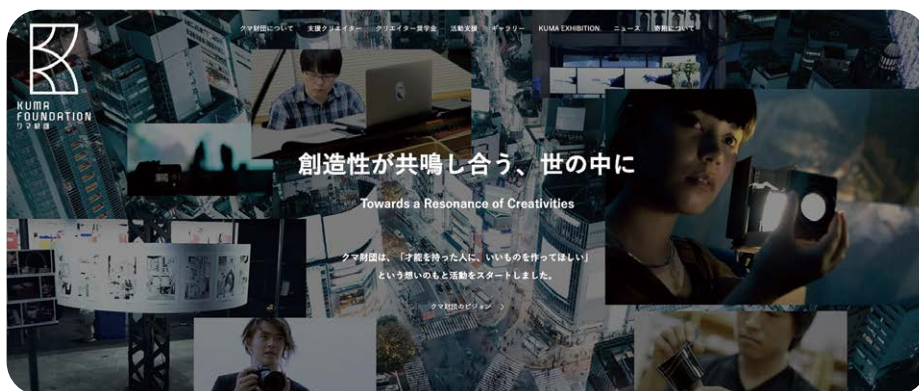 クマ財団について 支援クリエイター クリエイター奨学金 活動支援 ギャラリー KUMA EXHIBITION ニュース 寄附について
KUMA
FOUNDATION
クマ財団
創造性が共鳴し合う、世の中に
Towards a Resonance of Creativities
クマ財団は、「才能を持った人に、いいものを作ってほしい」
という想いのもと活動をスタートしました。
クマ財団のビジョン